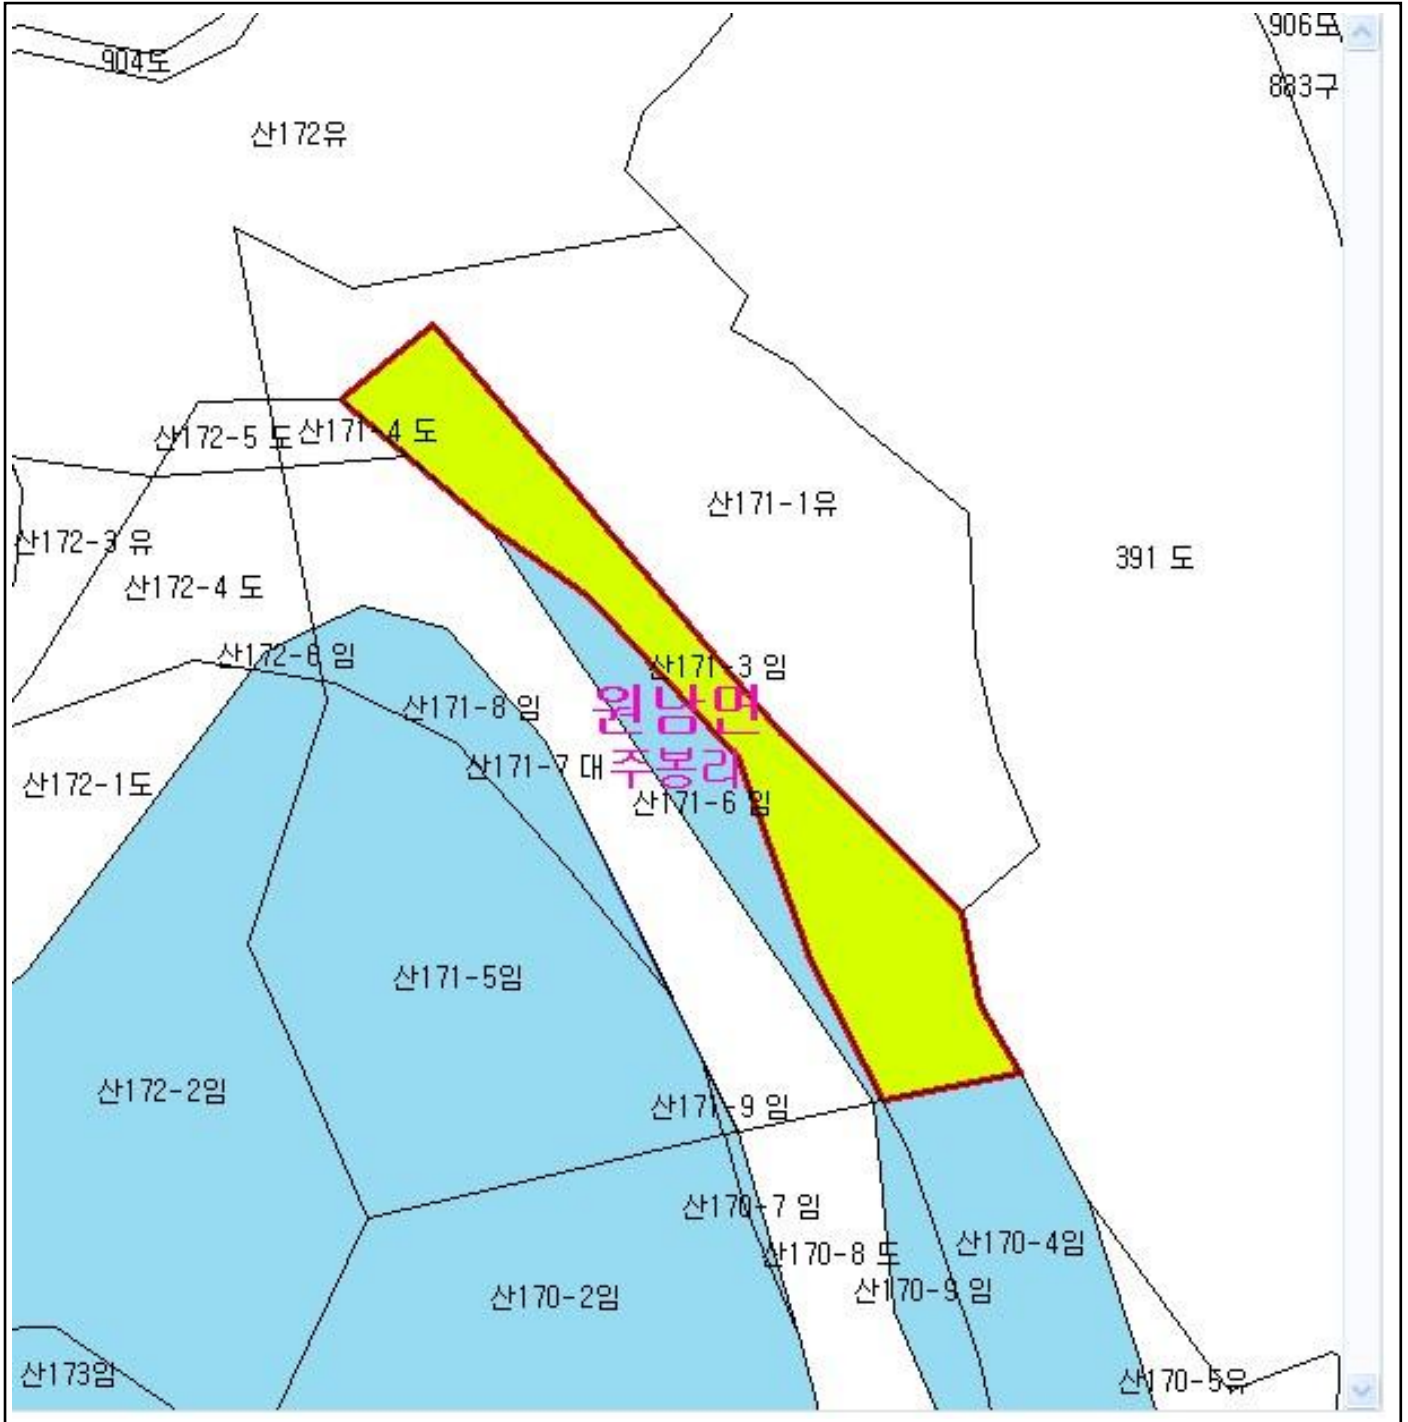 906도
904도
883구
산172유
산172-5 도
산171-4 도
산171-1유
산172-3 유
391 도
산172-4 도
산172-6 임
산171-3 임
산171-8 임
원남면
산171-7 대
주봉리
산172-1도
산171-6 임
산171-5임
산172-2임
산171-9 임
산170-7 임
산170-8 도
산170-4임
산170-9 임
산170-2임
산173임
산170-5유